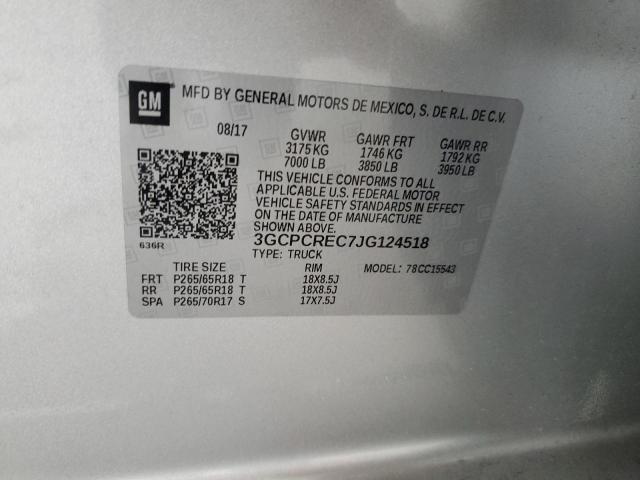 GM MFD BY GENERAL MOTORS DE MEXICO, S. DE R.L. DE C.V.
08/17 GVWR GAWR FRT GAWR RR
3175 KG 1746 KG 1792 KG
7000 LB 3850 LB 3950 LB
THIS VEHICLE CONFORMS TO ALL
APPLICABLE U.S. FEDERAL MOTOR
VEHICLE SAFETY STANDARDS IN EFFECT
ON THE DATE OF MANUFACTURE
SHOWN ABOVE.
636R 3GCPCREC7JG124518
TYPE: TRUCK
TIRE SIZE RIM MODEL: 78CC15543
FRT P265/65R18 T 18X8.5J
RR P265/65R18 T 18X8.5J
SPA P265/70R17 S 17X7.5J